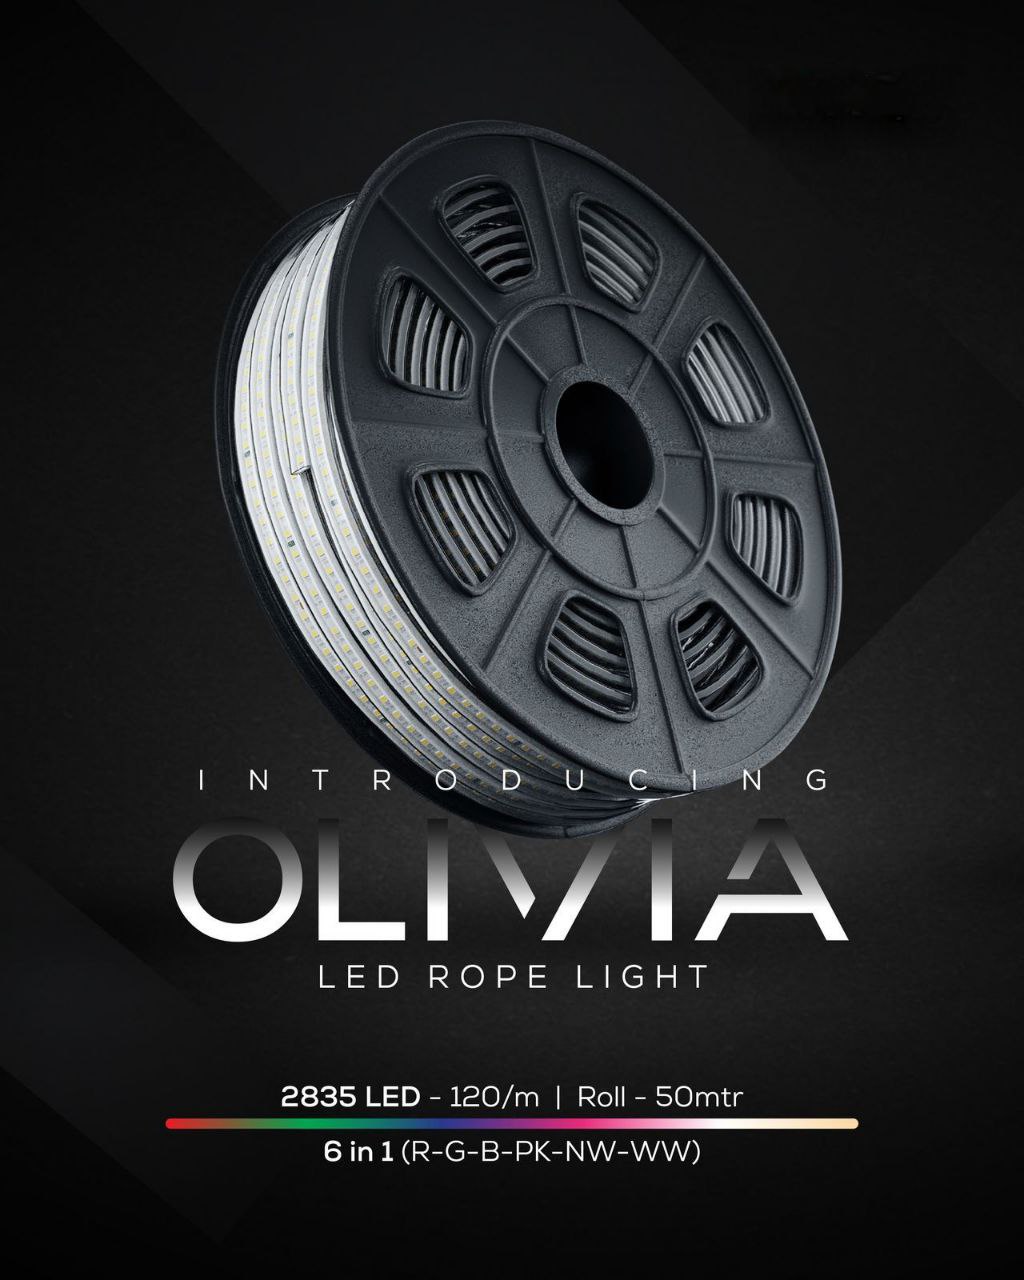 INTRODUCING
OLIVIA
LED ROPE LIGHT
2835 LED - 120/m | Roll - 50mtr
6 in 1 (R-G-B-PK-NW-WW)